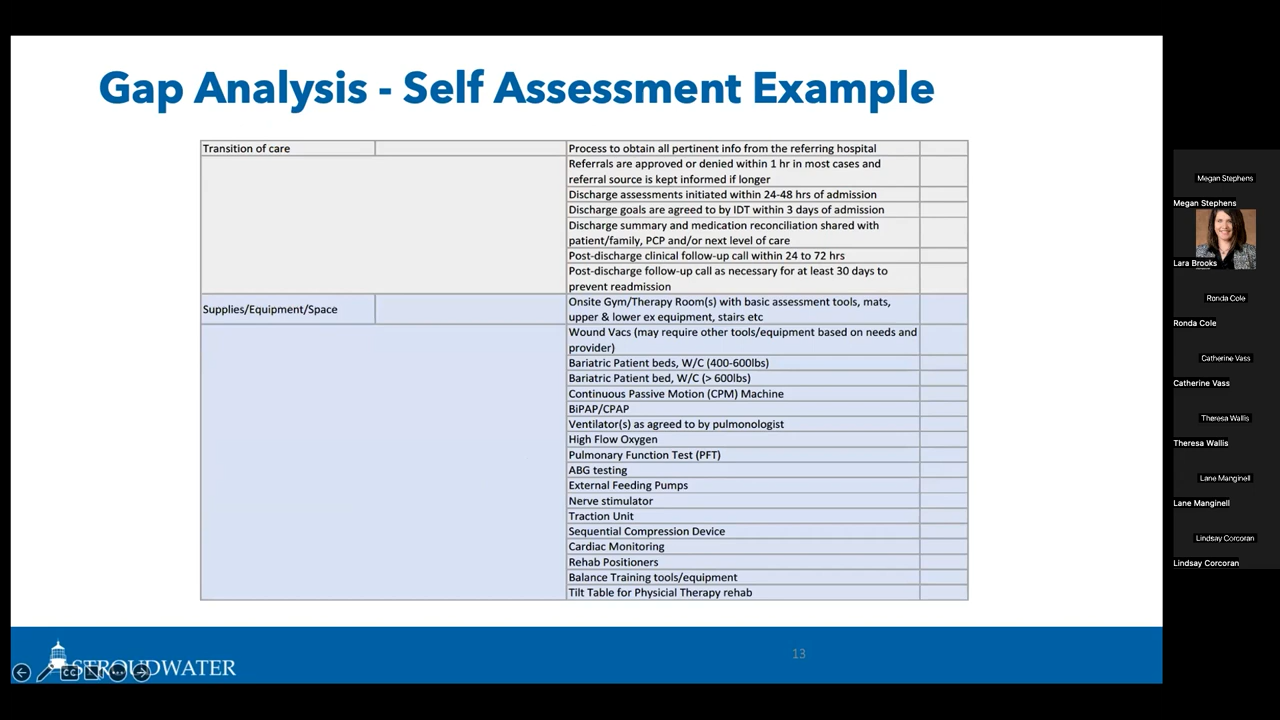 Gap Analysis - Self Assessment Example
Transition of care
Process to obtain all pertinent info from the referring hospital
Referrals are approved or denied within 1 hr in most cases and
referral source is kept informed if longer
Discharge assessments initiated within 24-48 hrs of admission
Discharge goals are agreed to by IDT within 3 days of admission
Discharge summary and medication reconciliation shared with
patient/family, PCP and/or next level of care
Post-discharge clinical follow-up call within 24 to 72 hrs
Post-discharge follow-up call as necessary for at least 30 days to
prevent readmission
Supplies/Equipment/Space
Onsite Gym/Therapy Room(s) with basic assessment tools, mats,
upper & lower ex equipment, stairs etc
Wound Vacs (may require other tools/equipment based on needs and
provider)
Bariatric Patient beds, W/C (400-600lbs)
Bariatric Patient bed, W/C (> 600lbs)
Continuous Passive Motion (CPM) Machine
BiPAP/CPAP
Ventilator(s) as agreed to by pulmonologist
High Flow Oxygen
Pulmonary Function Test (PFT)
ABG testing
External Feeding Pumps
Nerve stimulator
Traction Unit
Sequential Compression Device
Cardiac Monitoring
Rehab Positioners
Balance Training tools/equipment
Tilt Table for Physicial Therapy rehab
STROUDWATER
CC
13
Megan Stephens
Megan Stephens
Lara Brooks
Ronda Cole
Ronda Cole
Catherine Vass
Catherine Vass
Theresa Wallis
Theresa Wallis
Lane Manginell
Lane Manginell
Lindsay Corcoran
Lindsay Corcoran